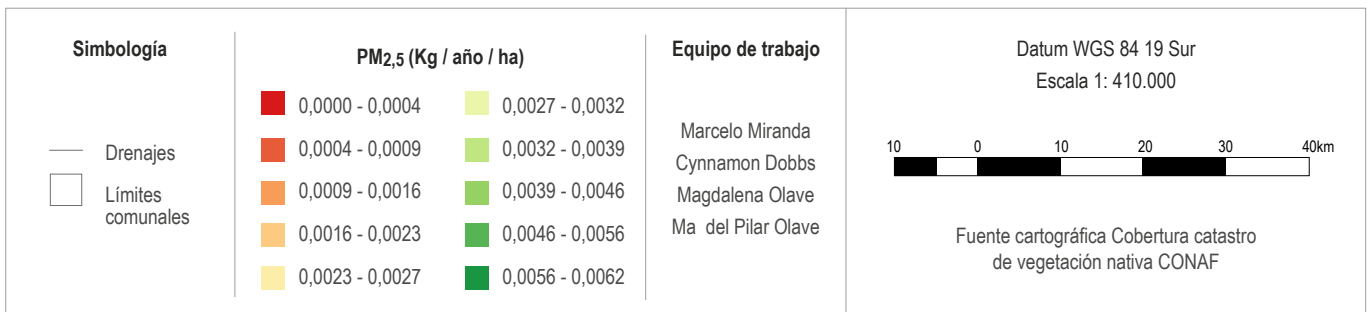 Simbología
Drenajes
Límites
comunales
PM2,5 (Kg / año / ha)
0,0000 - 0,0004
0,0004 - 0,0009
0,0009 - 0,0016
0,0016 - 0,0023
0,0023 - 0,0027
0,0027 - 0,0032
0,0032 - 0,0039
0,0039 - 0,0046
0,0046 - 0,0056
0,0056 - 0,0062
Equipo de trabajo
Marcelo Miranda
Cynnamon Dobbs
Magdalena Olave
Ma del Pilar Olave
Datum WGS 84 19 Sur
Escala 1: 410.000
10 0 10 20 30 40km
Fuente cartográfica Cobertura catastro
de vegetación nativa CONAF